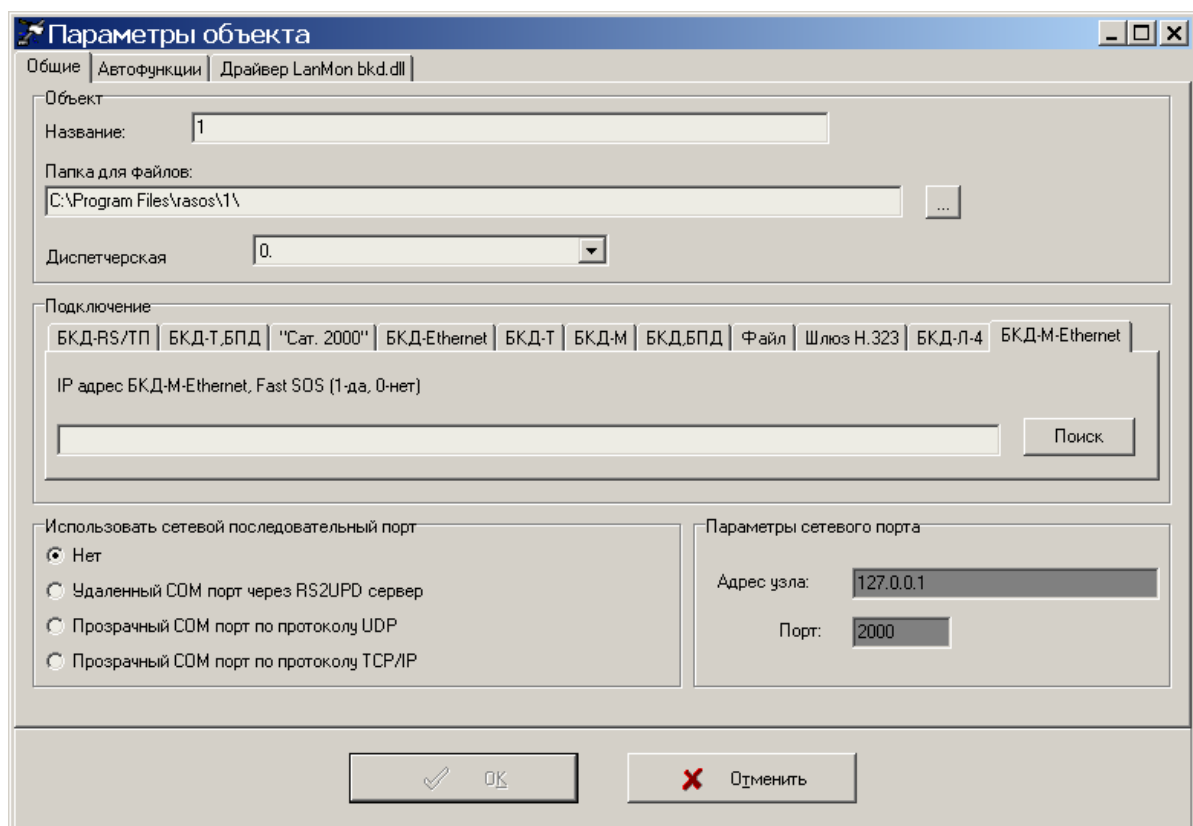 Параметры объекта
Общие Автофункции Драйвер LanMon bkd.dll
Объект
Название: 1
Папка для файлов:
C:\Program Files\rasos\1\ ...
Диспетчерская 0.
Подключение
БКД-RS/ТП БКД-Т,БПД "Сат. 2000" БКД-Ethernet БКД-Т БКД-М БКД,БПД Файл Шлюз H.323 БКД-Л-4 БКД-М-Ethernet
IP адрес БКД-М-Ethernet, Fast SOS (1-да, 0-нет)
Поиск
Использовать сетевой последовательный порт
Нет
Удаленный COM порт через RS2UPD сервер
Прозрачный COM порт по протоколу UDP
Прозрачный COM порт по протоколу TCP/IP
Параметры сетевого порта
Адрес узла: 127.0.0.1
Порт: 2000
OK Отменить